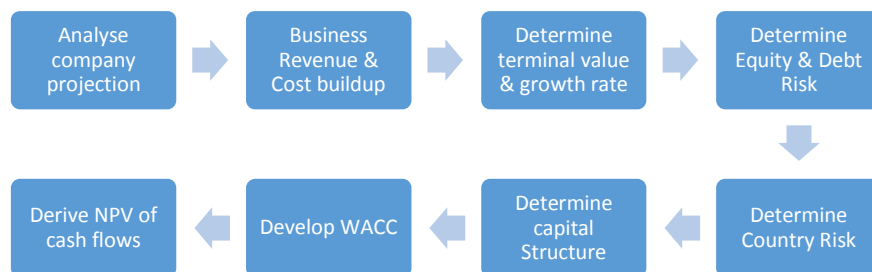 Analyse
company
projection
Business
Revenue &
Cost buildup
Determine
terminal value
& growth rate
Determine
Equity & Debt
Risk
Determine
Country Risk
Determine
capital
Structure
Develop WACC
Derive NPV of
cash flows